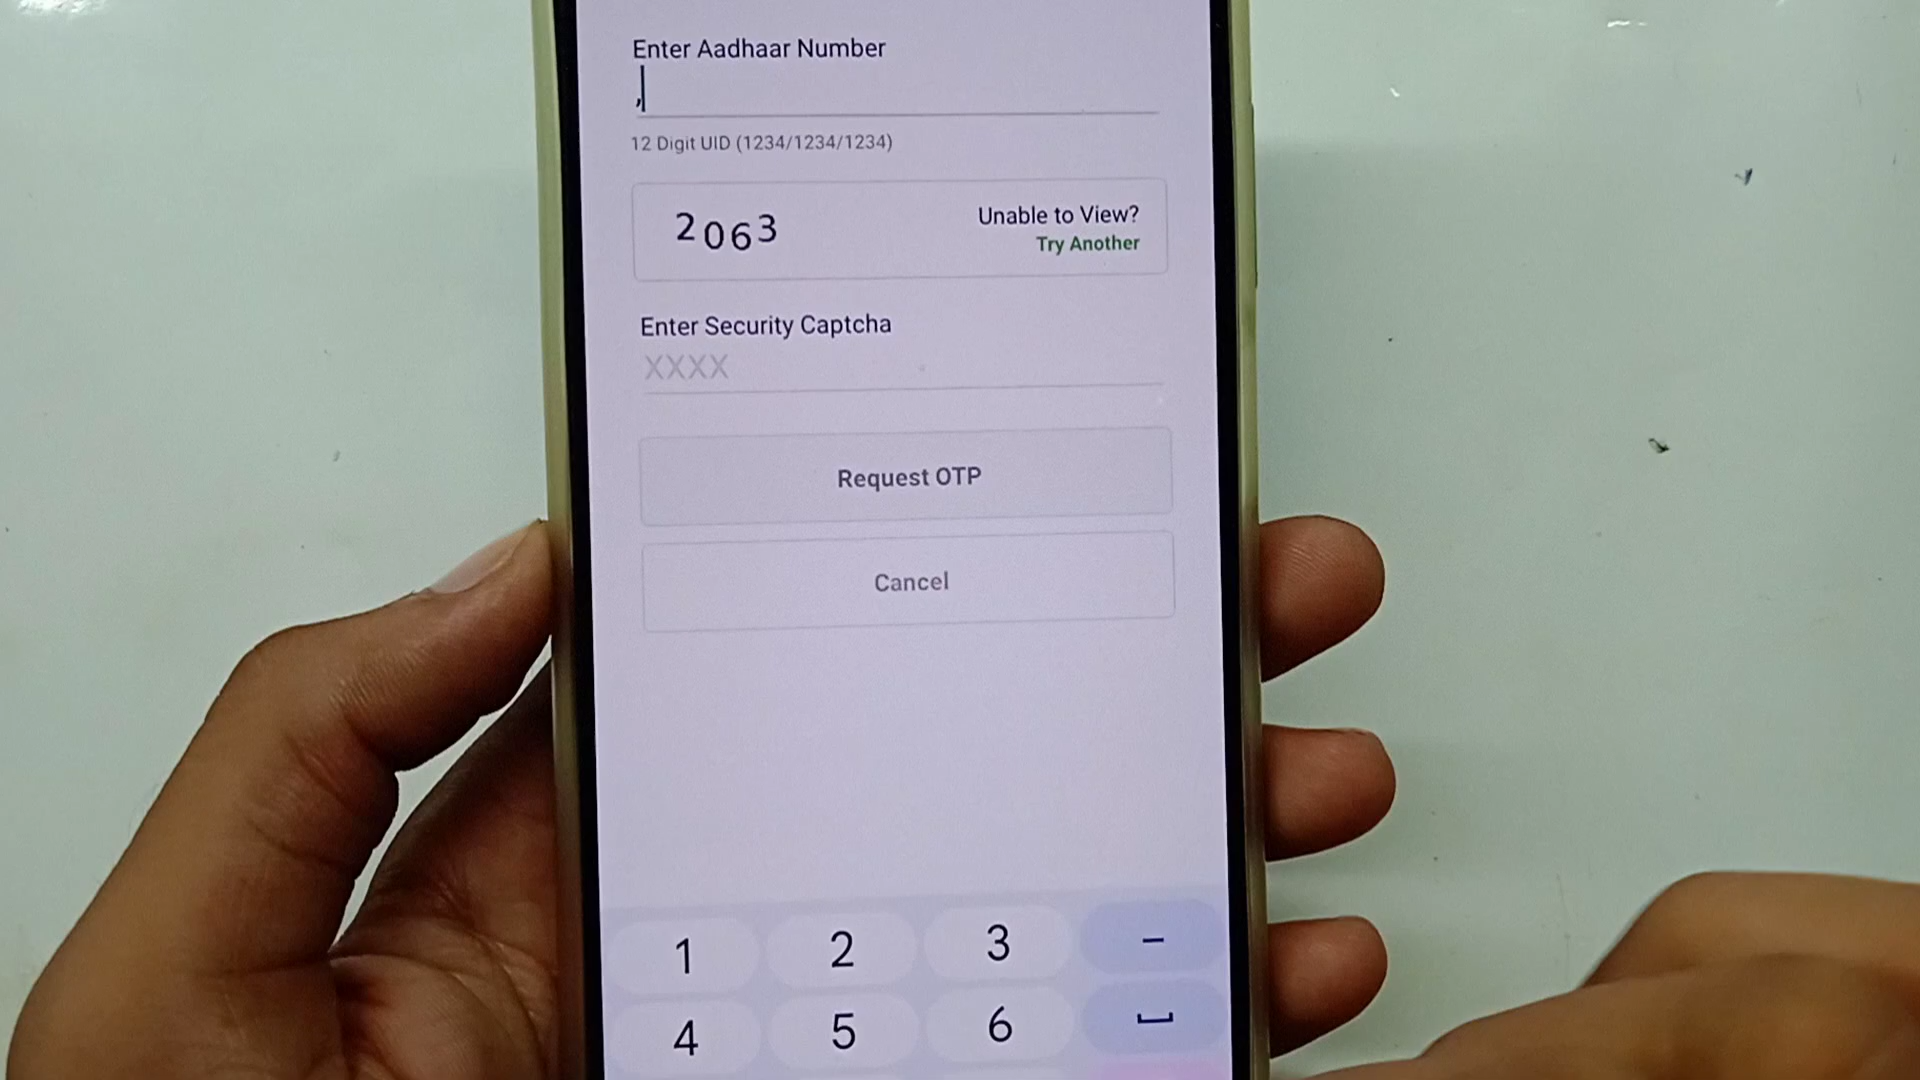 Enter Aadhaar Number
,
12 Digit UID (1234/1234/1234)
2063
Unable to View?
Try Another
Enter Security Captcha
XXXX
Request OTP
Cancel
1 2 3 –
4 5 6